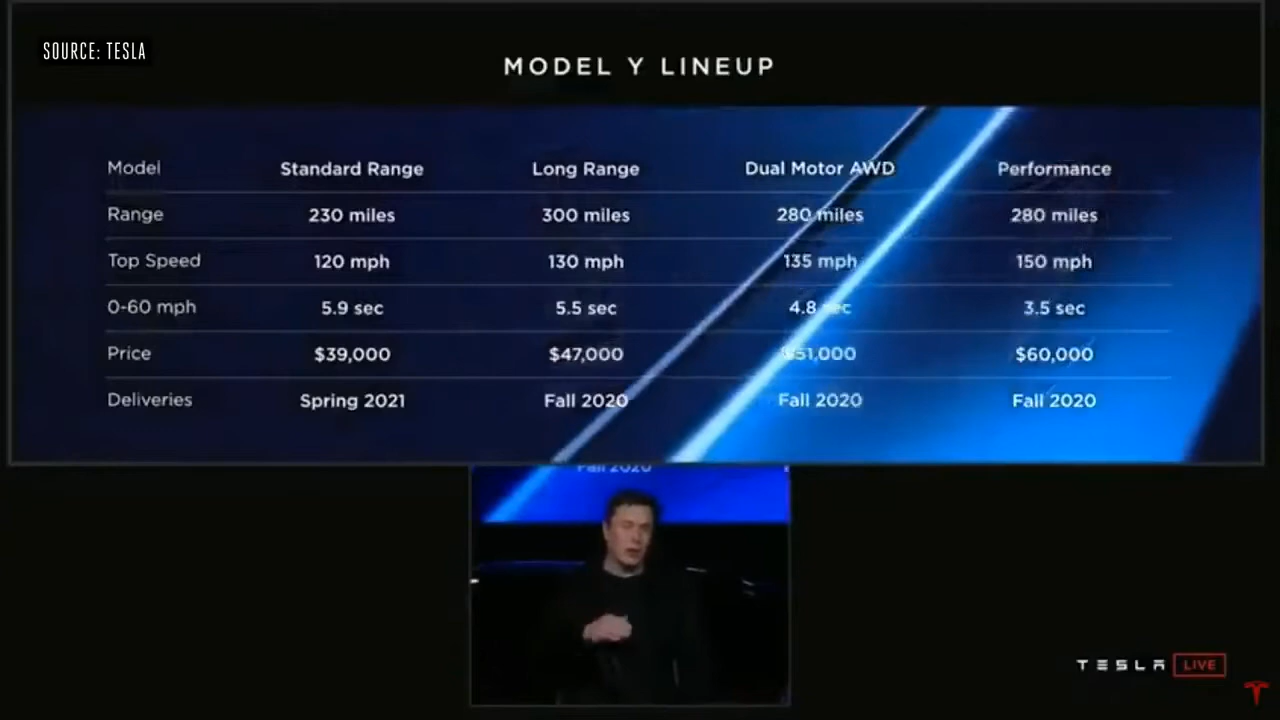 SOURCE: TESLA
MODEL Y LINEUP
Model Standard Range Long Range Dual Motor AWD Performance
Range 230 miles 300 miles 280 miles 280 miles
Top Speed 120 mph 130 mph 135 mph 150 mph
0-60 mph 5.9 sec 5.5 sec 4.8 sec 3.5 sec
Price $39,000 $47,000 $51,000 $60,000
Deliveries Spring 2021 Fall 2020 Fall 2020 Fall 2020
Fall 2020
TESLA LIVE